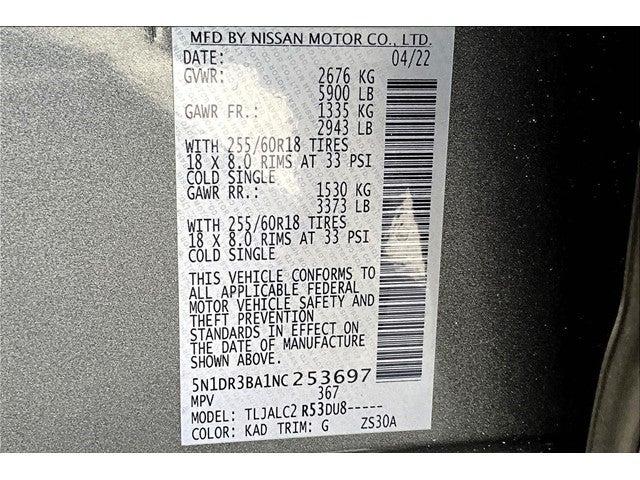 MFD BY NISSAN MOTOR CO., LTD.
DATE: 04/22
GVWR: 2676 KG
5900 LB
GAWR FR.: 1335 KG
2943 LB
WITH 255/60R18 TIRES
18 X 8.0 RIMS AT 33 PSI
COLD SINGLE
GAWR RR.: 1530 KG
3373 LB
WITH 255/60R18 TIRES
18 X 8.0 RIMS AT 33 PSI
COLD SINGLE
THIS VEHICLE CONFORMS TO
ALL APPLICABLE FEDERAL
MOTOR VEHICLE SAFETY AND
THEFT PREVENTION
STANDARDS IN EFFECT ON
THE DATE OF MANUFACTURE
SHOWN ABOVE.
5N1DR3BA1NC253697
MPV 367
MODEL: TLJALC2 R53DU8-----
COLOR: KAD TRIM: G ZS30A